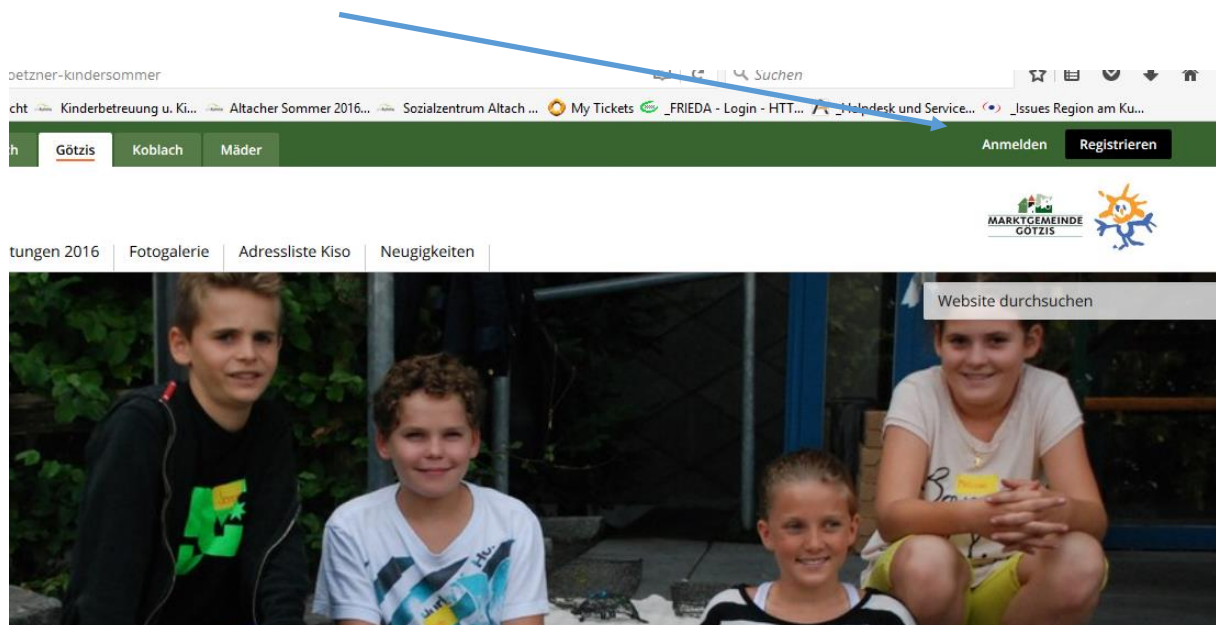 oetzner-kindersommer
Suchen
cht Kinderbetreuung u. Ki... Altacher Sommer 2016... Sozialzentrum Altach ... My Tickets _FRIEDA - Login - HTT... _Helpdesk und Service... _Issues Region am Ku...
h Götzis Koblach Mäder Anmelden Registrieren
MARKTGEMEINDE
GÖTZIS
tungen 2016 Fotogalerie Adressliste Kiso Neugigkeiten
Website durchsuchen